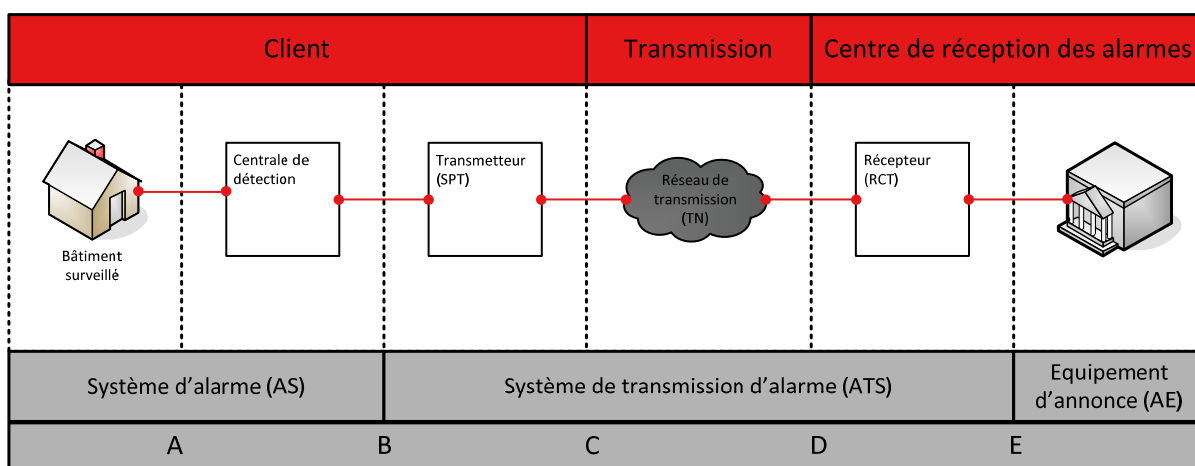 Client
Transmission
Centre de réception des alarmes
Bâtiment
surveillé
Centrale de
détection
Transmetteur
(SPT)
Réseau de
transmission
(TN)
Récepteur
(RCT)
Système d'alarme (AS)
Système de transmission d'alarme (ATS)
Equipement
d'annonce (AE)
A
B
C
D
E